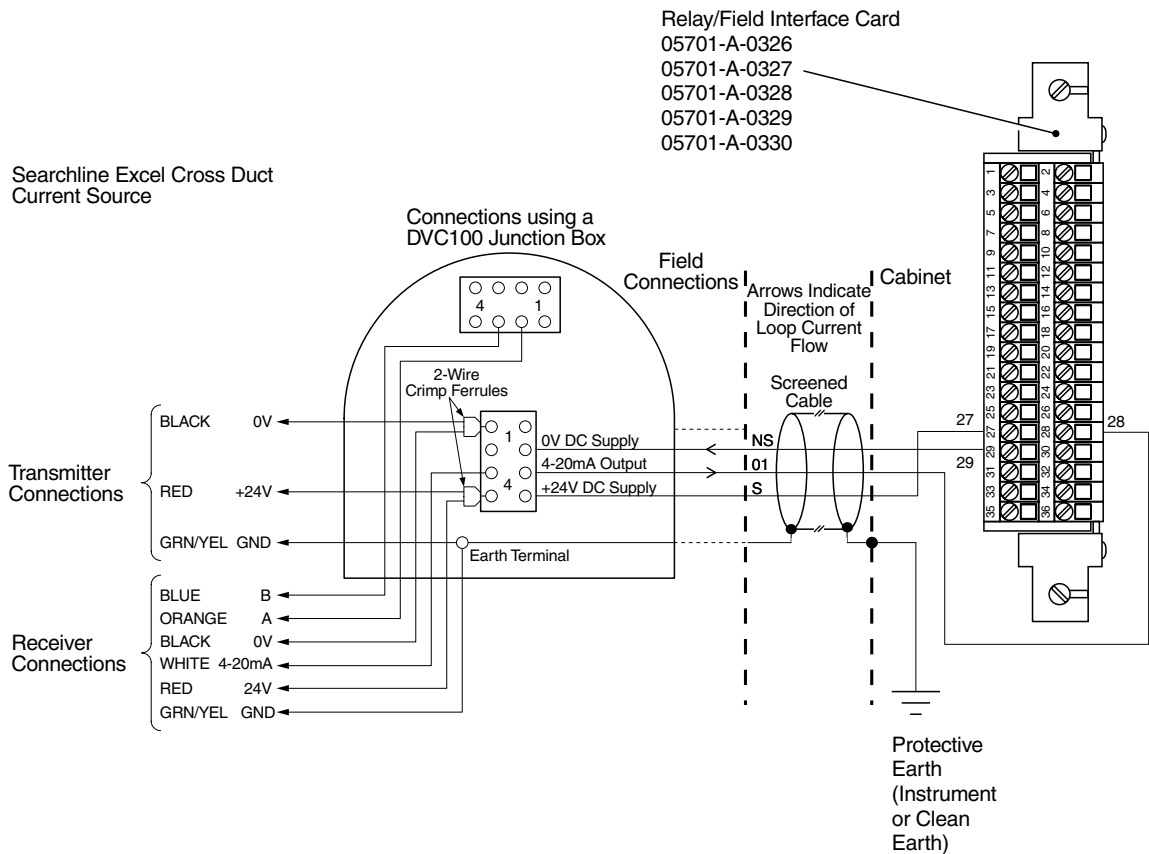 Relay/Field Interface Card
05701-A-0326
05701-A-0327
05701-A-0328
05701-A-0329
05701-A-0330
Searchline Excel Cross Duct
Current Source
Connections using a
DVC100 Junction Box
Field
Connections
Arrows Indicate
Direction of
Loop Current
Flow
Cabinet
Screened
Cable
4 1
2-Wire
Crimp Ferrules
1
4
0V DC Supply
NS
4-20mA Output
01
+24V DC Supply
S
Earth Terminal
Transmitter
Connections
BLACK 0V
RED +24V
GRN/YEL GND
Receiver
Connections
BLUE B
ORANGE A
BLACK 0V
WHITE 4-20mA
RED 24V
GRN/YEL GND
27
29
28
1 2
3 4
5 6
7 8
9 10
11 12
13 14
15 16
17 18
19 20
21 22
23 24
25 26
27 28
29 30
31 32
33 34
35 36
Protective
Earth
(Instrument
or Clean
Earth)